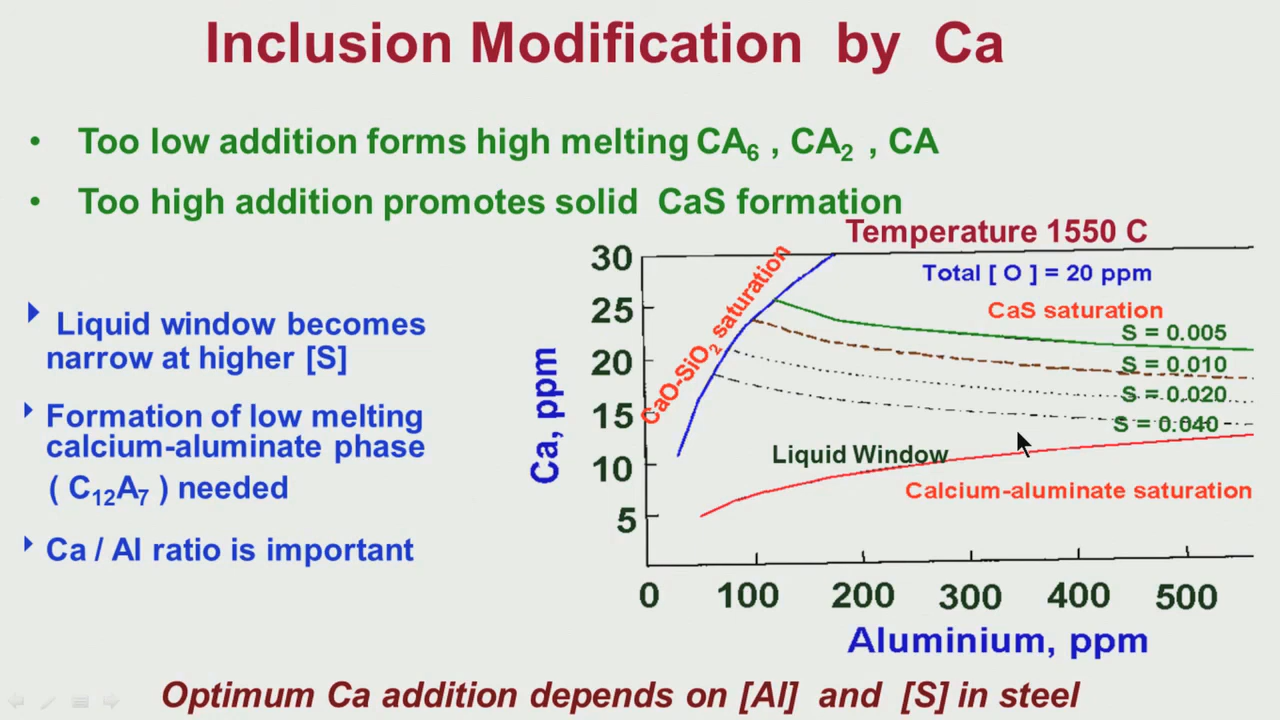 Inclusion Modification by Ca
• Too low addition forms high melting CA6 , CA2 , CA
• Too high addition promotes solid CaS formation
Liquid window becomes
narrow at higher [S]
Formation of low melting
calcium-aluminate phase
( C12A7 ) needed
Ca / Al ratio is important
Temperature 1550 C
Total [ O ] = 20 ppm
CaS saturation
S = 0.005
S = 0.010
S = 0.020
S = 0.040
CaO-SiO2 saturation
Liquid Window
Calcium-aluminate saturation
Ca, ppm
30
25
20
15
10
5
0 100 200 300 400 500
Aluminium, ppm
Optimum Ca addition depends on [Al] and [S] in steel